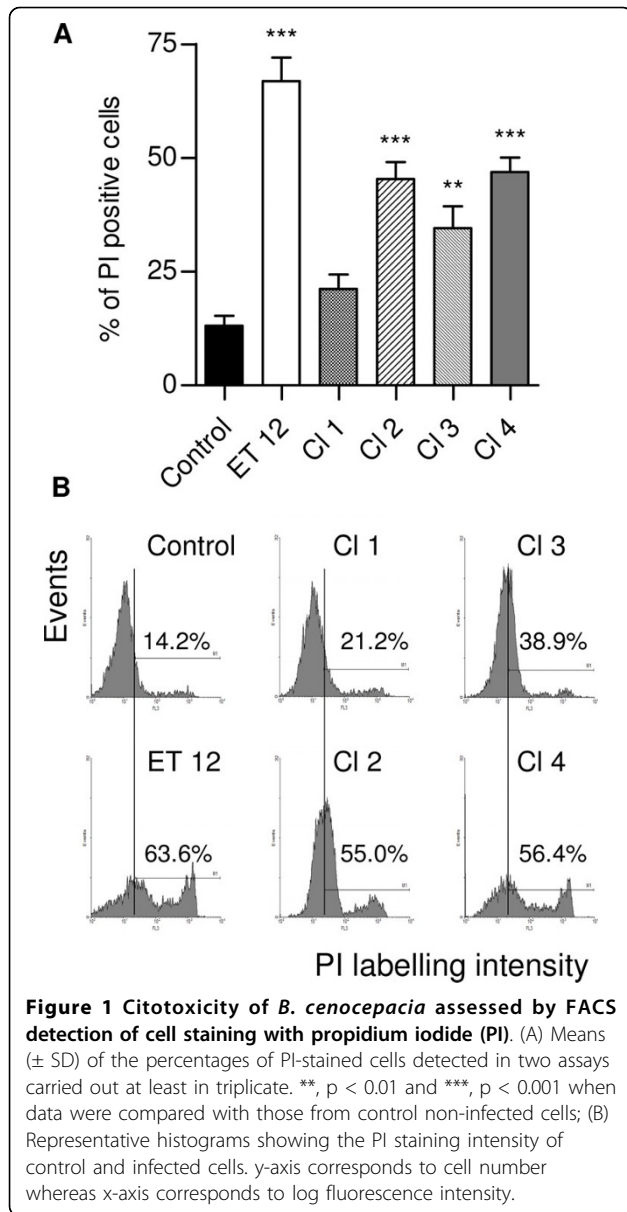 A
75
50
25
0
% of PI positive cells
***
***
**
***
Control
ET 12
Cl 1
Cl 2
Cl 3
Cl 4
B
Events
Control
14.2%
Cl 1
21.2%
Cl 3
38.9%
ET 12
63.6%
Cl 2
55.0%
Cl 4
56.4%
PI labelling intensity
Figure 1 Citotoxicity of B. cenocepacia assessed by FACS
detection of cell staining with propidium iodide (PI). (A) Means
(± SD) of the percentages of PI-stained cells detected in two assays
carried out at least in triplicate. **, p < 0.01 and ***, p < 0.001 when
data were compared with those from control non-infected cells; (B)
Representative histograms showing the PI staining intensity of
control and infected cells. y-axis corresponds to cell number
whereas x-axis corresponds to log fluorescence intensity.